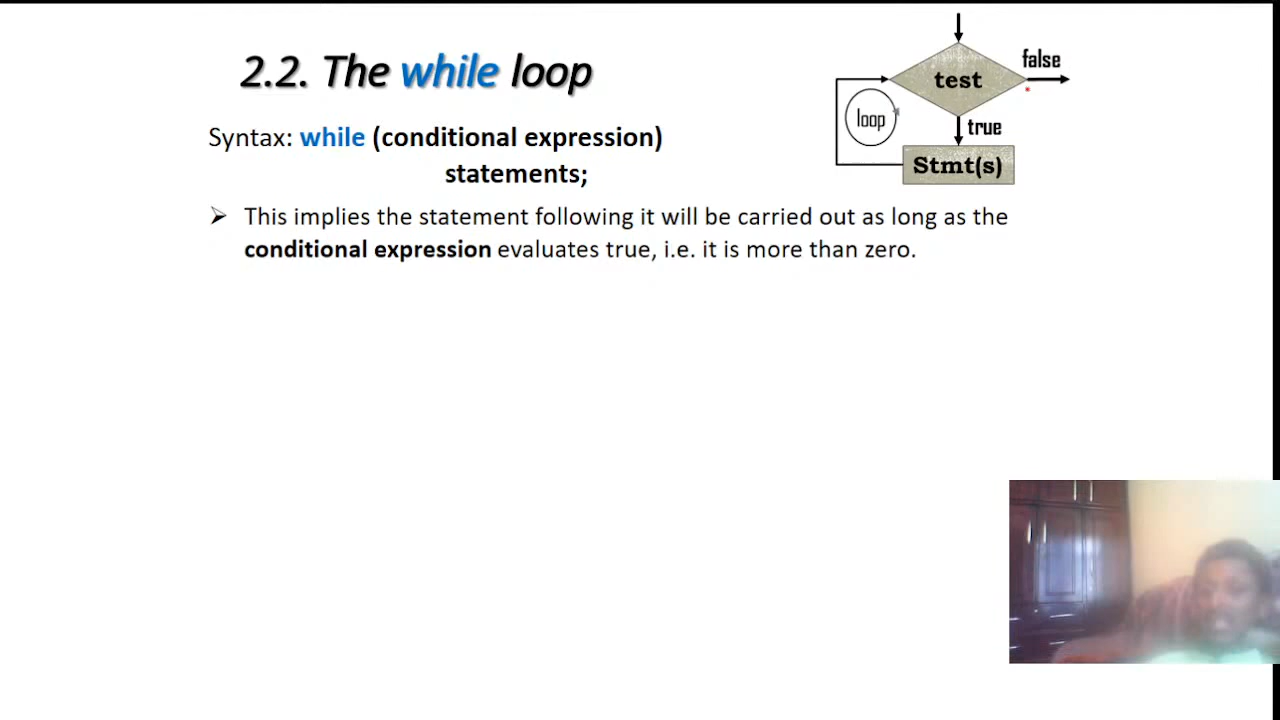 2.2. The while loop
Syntax: while (conditional expression)
statements;
➢ This implies the statement following it will be carried out as long as the
conditional expression evaluates true, i.e. it is more than zero.
test
false
loop
true
Stmt(s)